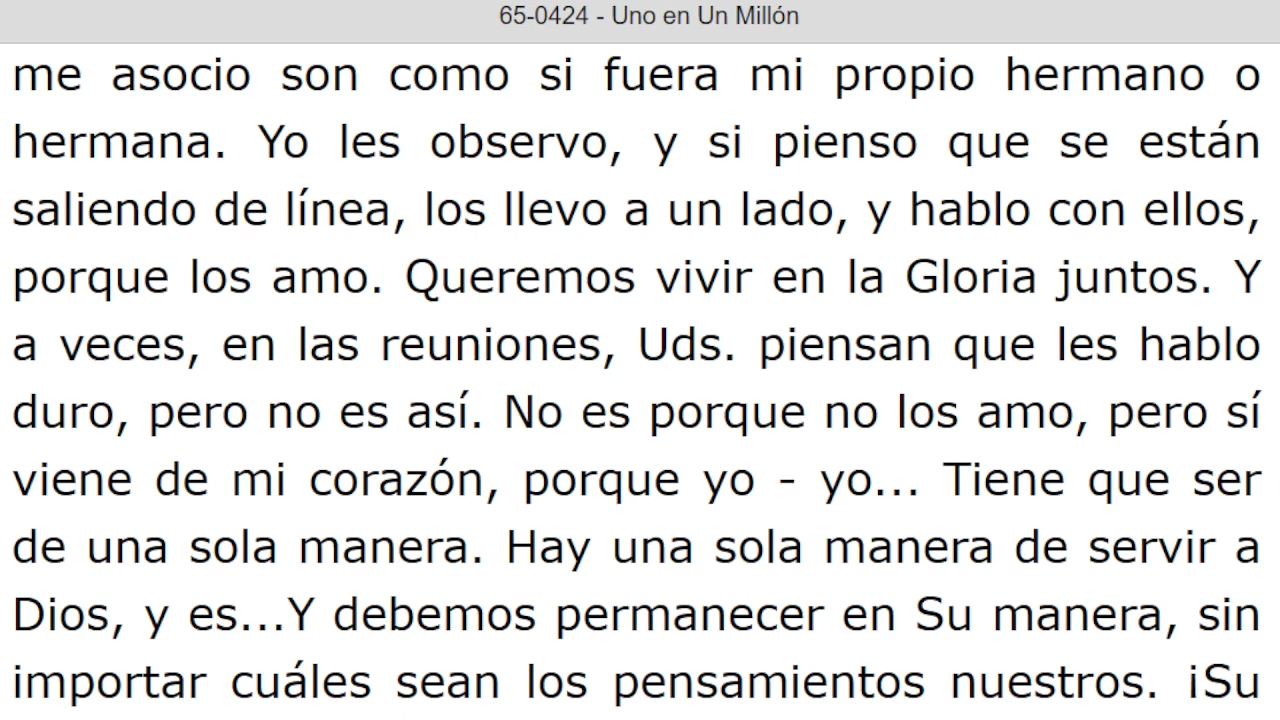 65-0424 - Uno en Un Millón
me asocio son como si fuera mi propio hermano o
hermana. Yo les observo, y si pienso que se están
saliendo de línea, los llevo a un lado, y hablo con ellos,
porque los amo. Queremos vivir en la Gloria juntos. Y
a veces, en las reuniones, Uds. piensan que les hablo
duro, pero no es así. No es porque no los amo, pero sí
viene de mi corazón, porque yo - yo... Tiene que ser
de una sola manera. Hay una sola manera de servir a
Dios, y es...Y debemos permanecer en Su manera, sin
importar cuáles sean los pensamientos nuestros. ¡Su